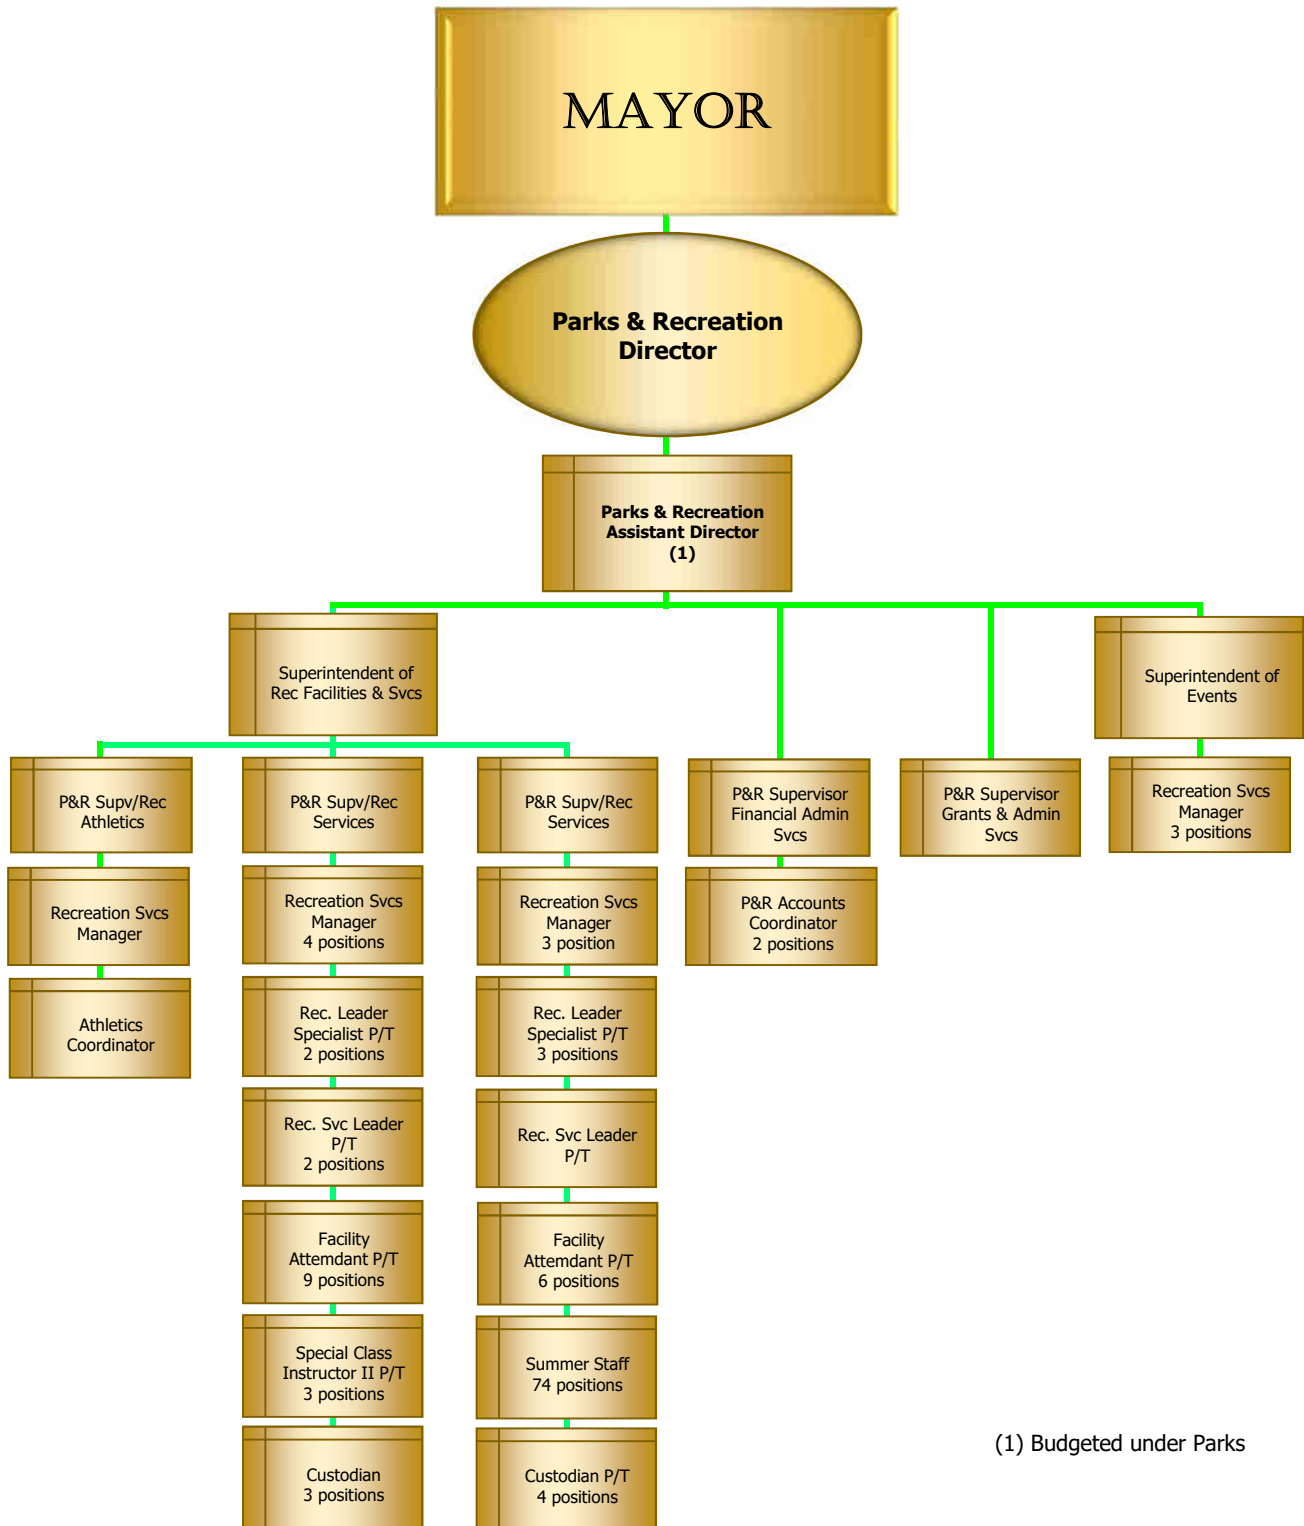 MAYOR
Parks & Recreation
Director
Parks & Recreation
Assistant Director
(1)
Superintendent of
Rec Facilities & Svcs
Superintendent of
Events
P&R Supv/Rec
Athletics
Recreation Svcs
Manager
Athletics
Coordinator
P&R Supv/Rec
Services
Recreation Svcs
Manager
4 positions
Rec. Leader
Specialist P/T
2 positions
Rec. Svc Leader
P/T
2 positions
Facility
Attemdant P/T
9 positions
Special Class
Instructor II P/T
3 positions
Custodian
3 positions
P&R Supv/Rec
Services
Recreation Svcs
Manager
3 position
Rec. Leader
Specialist P/T
3 positions
Rec. Svc Leader
P/T
Facility
Attemdant P/T
6 positions
Summer Staff
74 positions
Custodian P/T
4 positions
P&R Supervisor
Financial Admin
Svcs
P&R Accounts
Coordinator
2 positions
P&R Supervisor
Grants & Admin
Svcs
Recreation Svcs
Manager
3 positions
(1) Budgeted under Parks